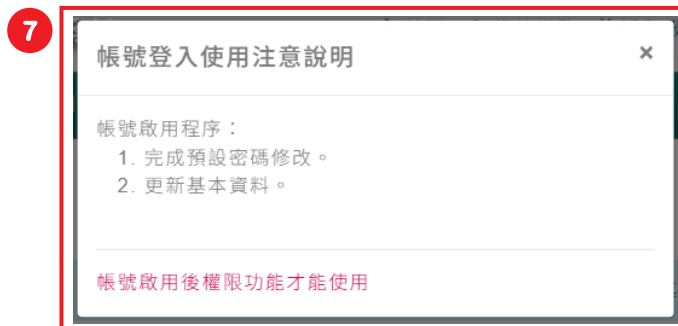 7
帳號登入使用注意說明 ×
帳號啟用程序：
1. 完成預設密碼修改。
2. 更新基本資料。
帳號啟用後權限功能才能使用